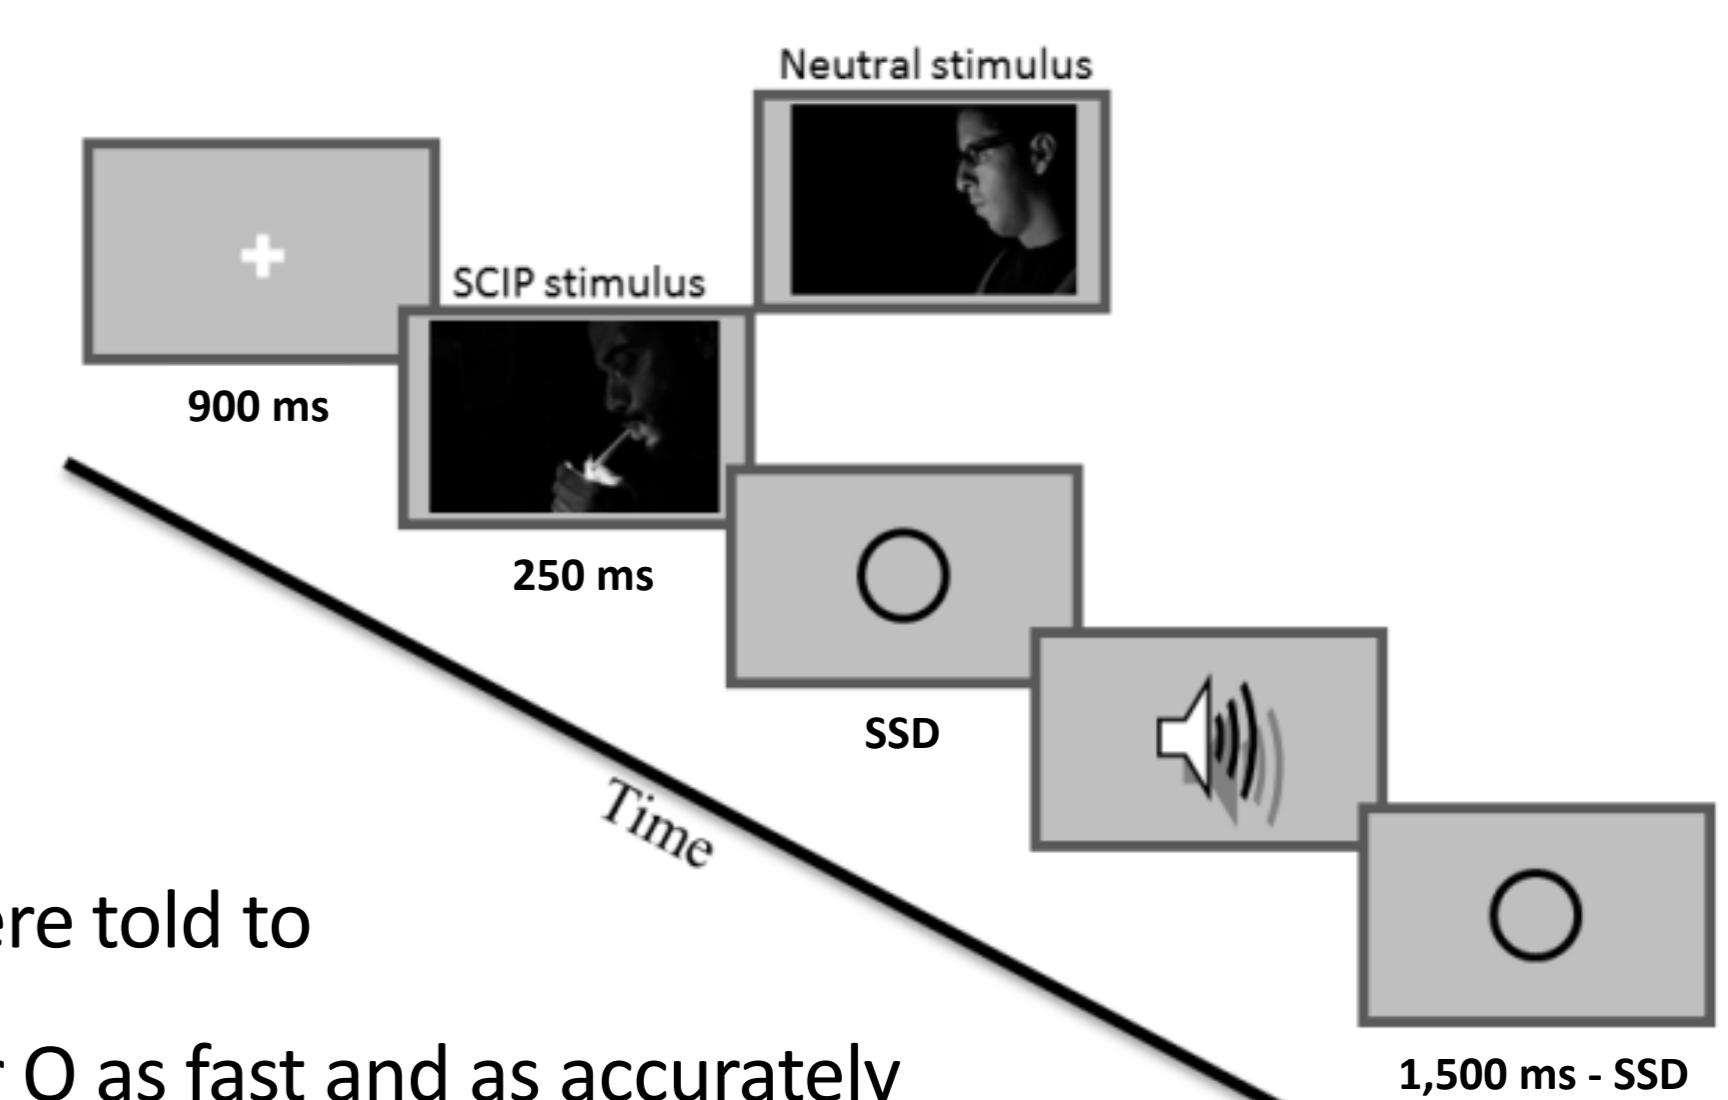 Neutral stimulus
SCIP stimulus
900 ms
250 ms
SSD
Time
ere told to
r O as fast and as accurately
1,500 ms - SSD